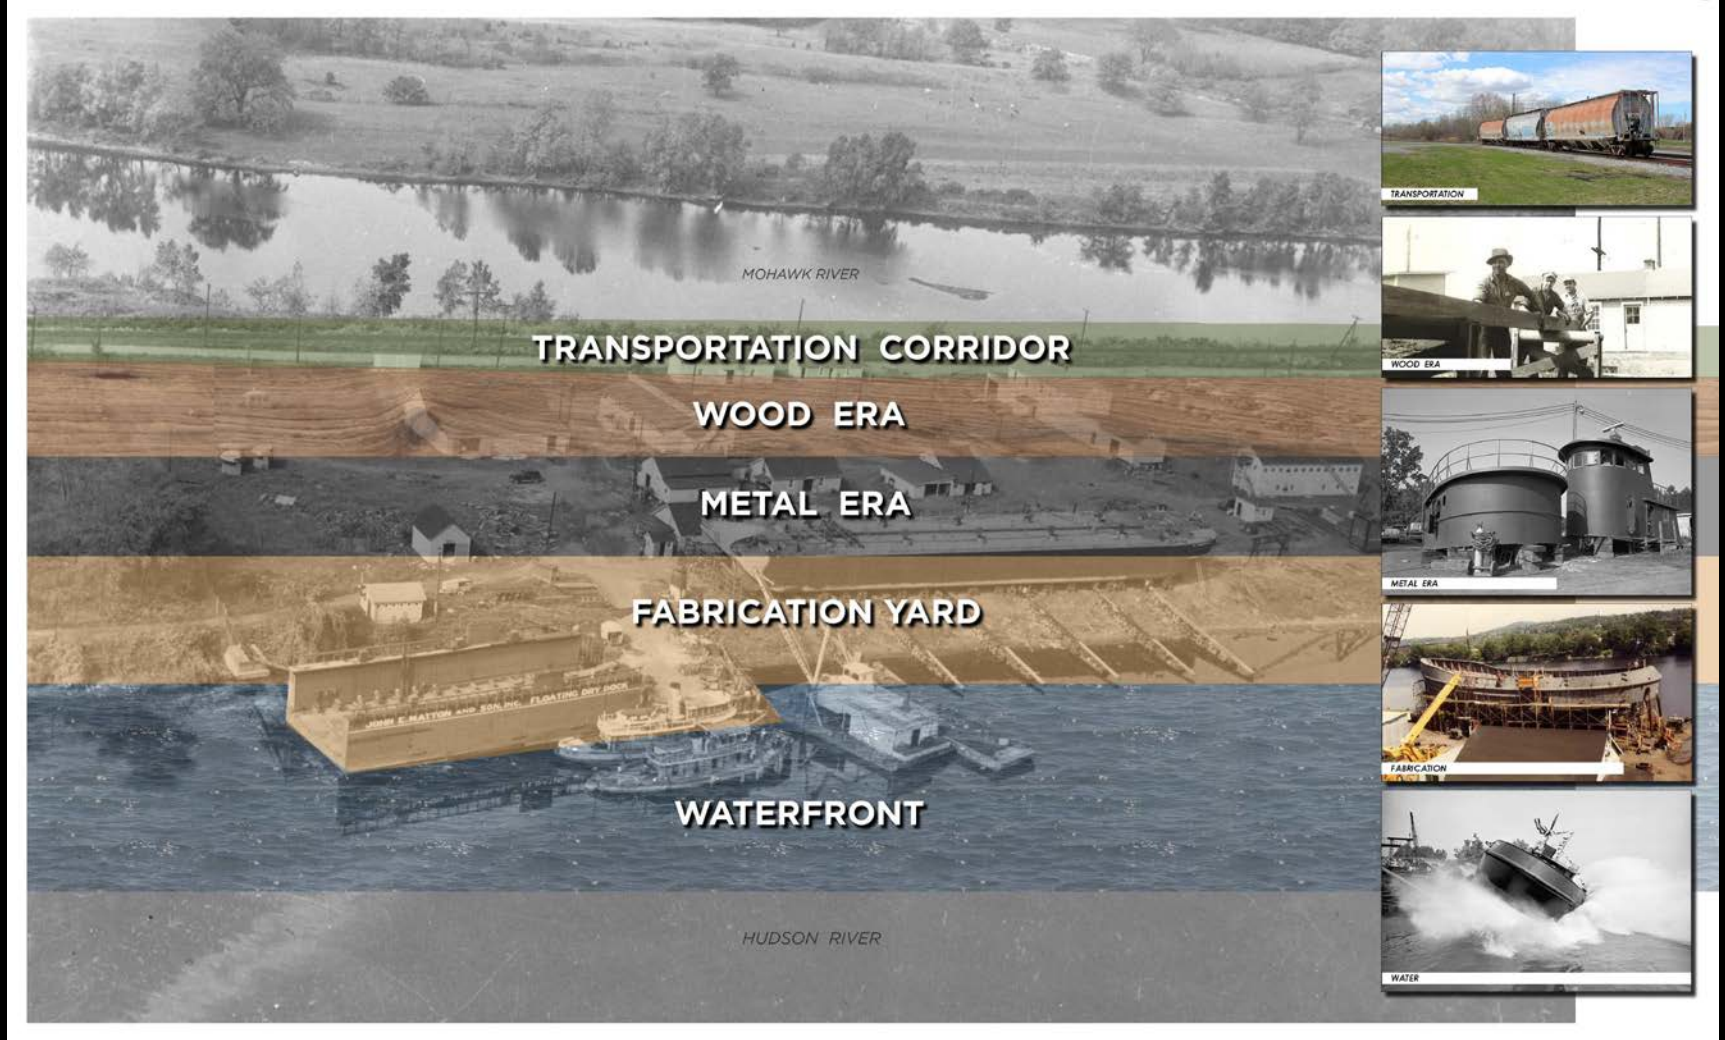 MOHAWK RIVER
TRANSPORTATION CORRIDOR
WOOD ERA
METAL ERA
FABRICATION YARD
JOHN E. MATTON AND SON, INC. FLOATING DRY DOCK
WATERFRONT
HUDSON RIVER
TRANSPORTATION
WOOD ERA
METAL ERA
FABRICATION
WATER